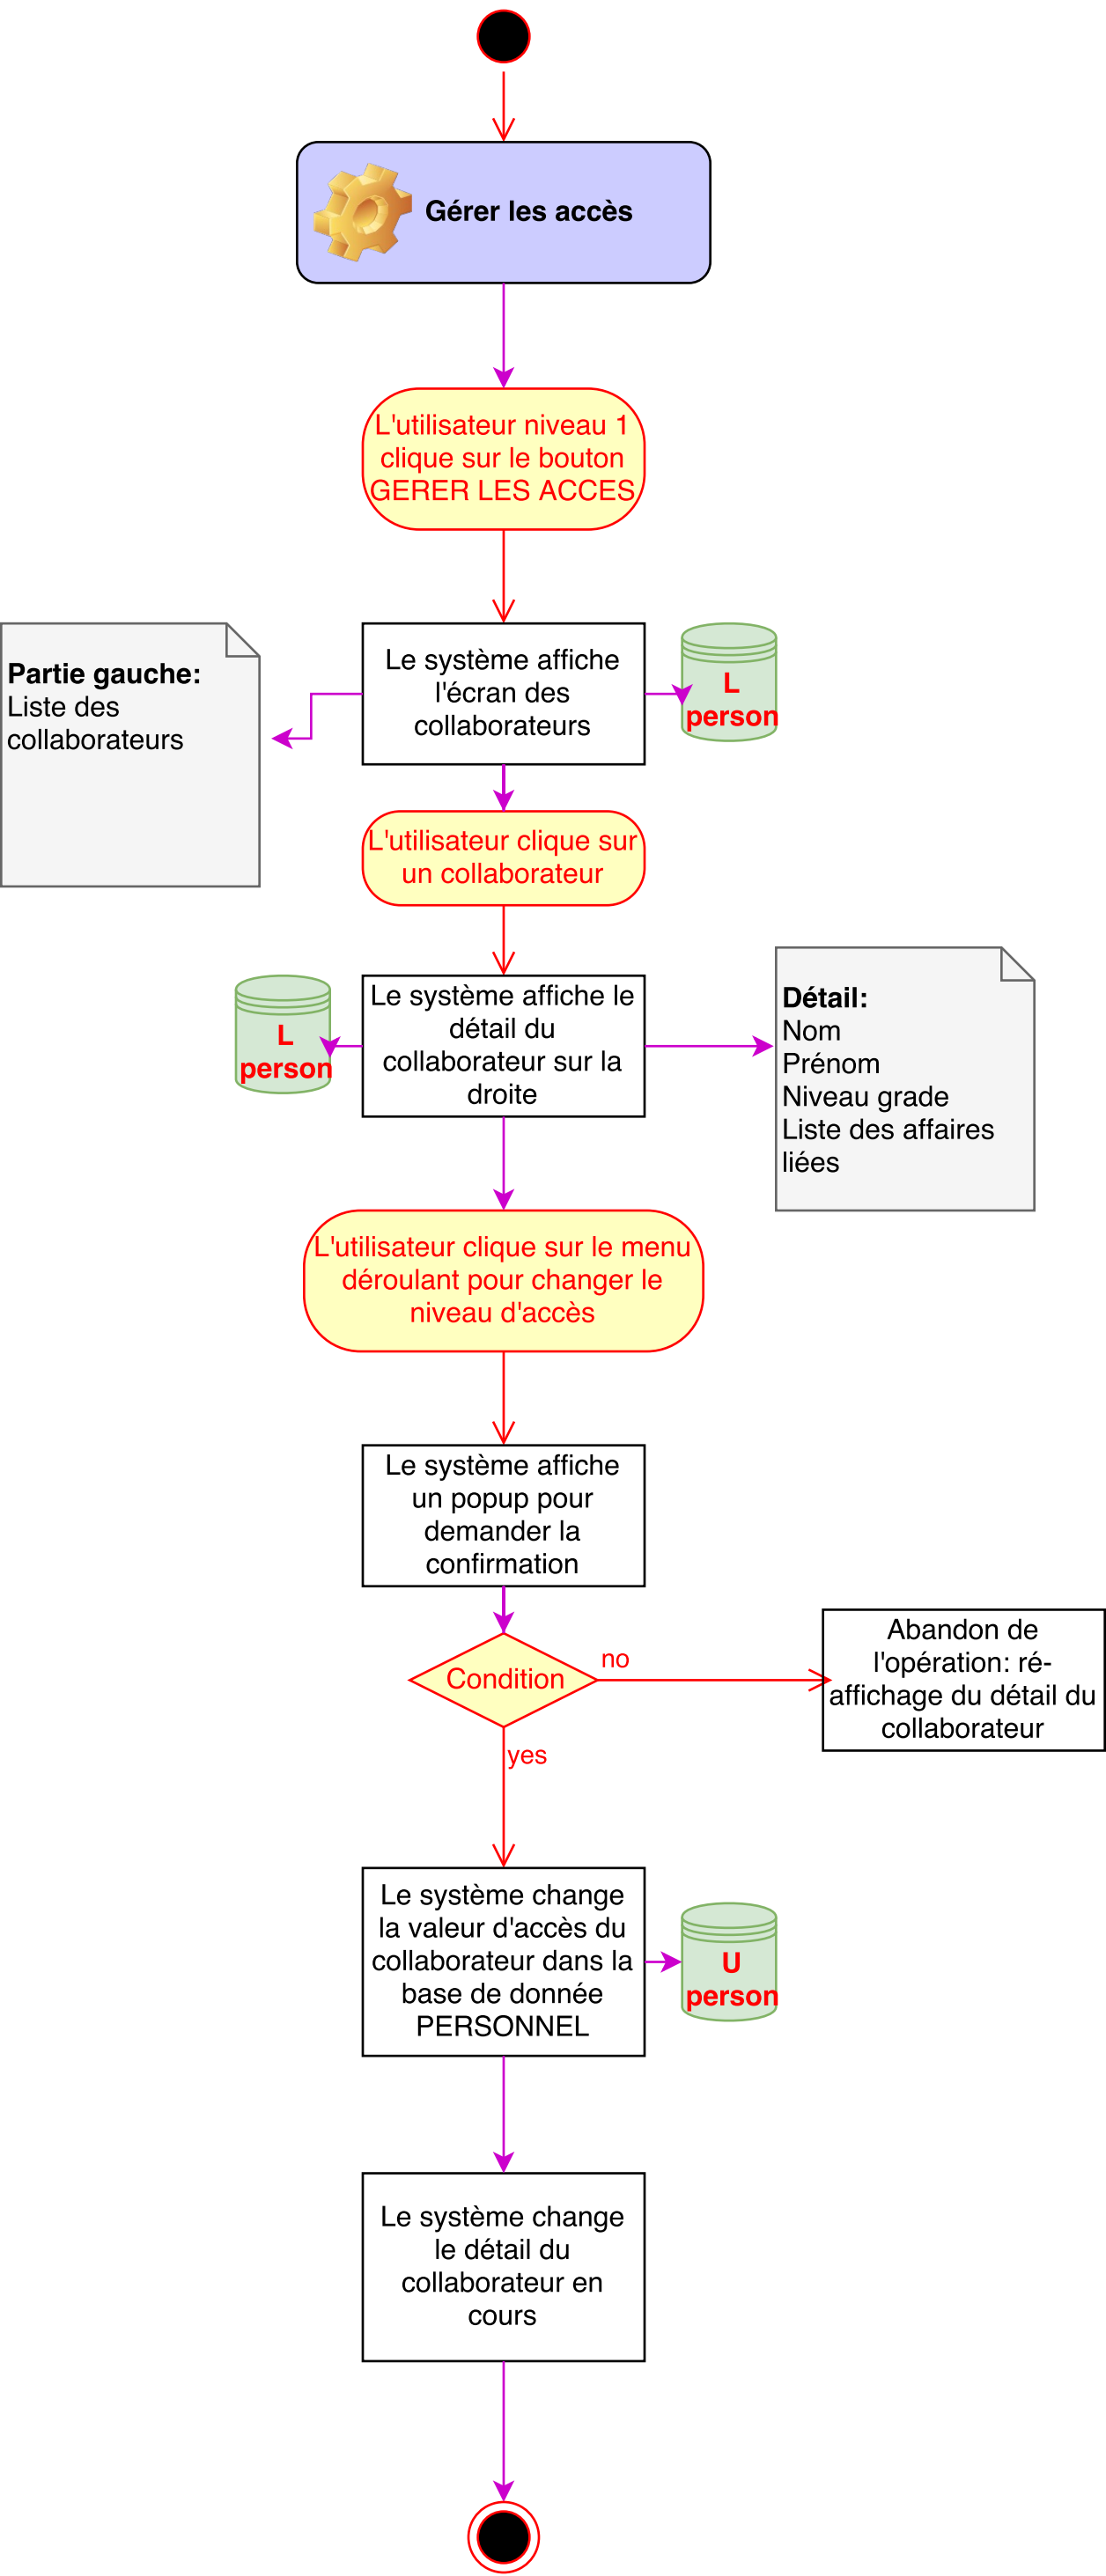 Gérer les accès
L'utilisateur niveau 1
clique sur le bouton
GERER LES ACCES
Partie gauche:
Liste des
collaborateurs
Le système affiche
l'écran des
collaborateurs
L
person
L'utilisateur clique sur
un collaborateur
L
person
Le système affiche le
détail du
collaborateur sur la
droite
Détail:
Nom
Prénom
Niveau grade
Liste des affaires
liées
L'utilisateur clique sur le menu
déroulant pour changer le
niveau d'accès
Le système affiche
un popup pour
demander la
confirmation
Condition
no
Abandon de
l'opération: ré-
affichage du détail du
collaborateur
yes
Le système change
la valeur d'accès du
collaborateur dans la
base de donnée
PERSONNEL
U
person
Le système change
le détail du
collaborateur en
cours